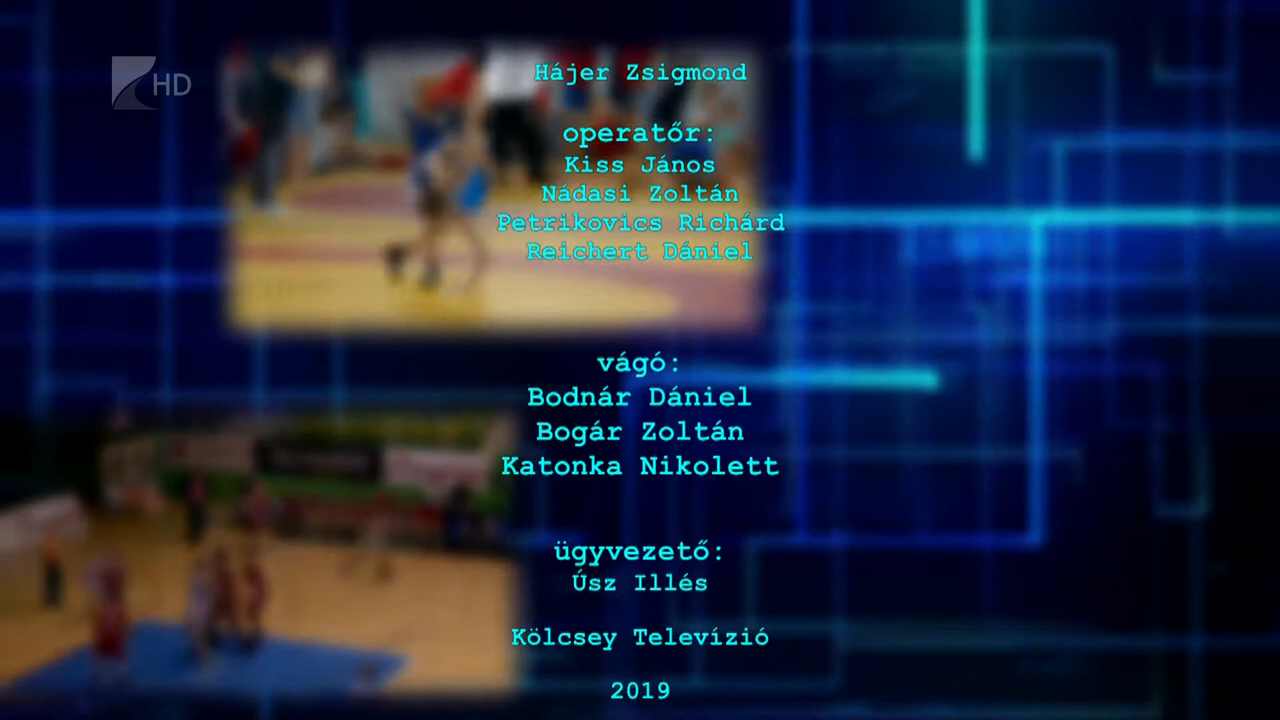 HD
Hájer Zsigmond
operatőr:
Kiss János
Nádasi Zoltán
Petrikovics Richárd
Reichert Dániel
vágó:
Bodnár Dániel
Bogár Zoltán
Katonka Nikolett
ügyvezető:
Úsz Illés
Kölcsey Televízió
2019